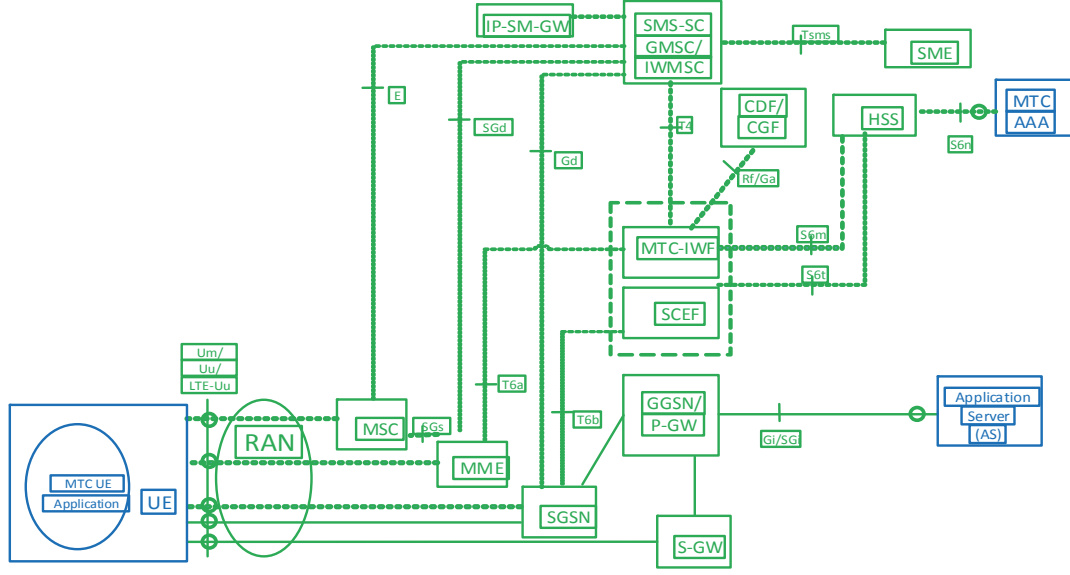 IP-SM-GW
SMS-SC
GMSC/
IWMSC
Tsms
SME
E
SGd
Gd
T4
CDF/
CGF
HSS
MTC
AAA
S6n
Rf/Ga
MTC-IWF
S6m
S6t
SCEF
Um/
Uu/
LTE-Uu
T6a
T6b
GGSN/
P-GW
Gi/SGi
Application
Server
(AS)
RAN
MSC
SGs
MME
MTC UE
Application
UE
SGSN
S-GW